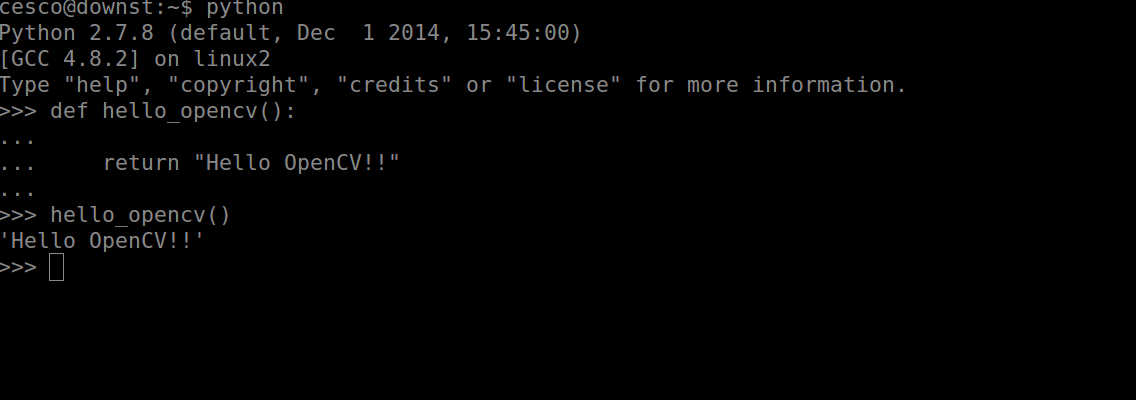 cesco@downst:~$ python
Python 2.7.8 (default, Dec  1 2014, 15:45:00)
[GCC 4.8.2] on linux2
Type "help", "copyright", "credits" or "license" for more information.
>>> def hello_opencv():
...
...     return "Hello OpenCV!!"
...
>>> hello_opencv()
'Hello OpenCV!!'
>>>